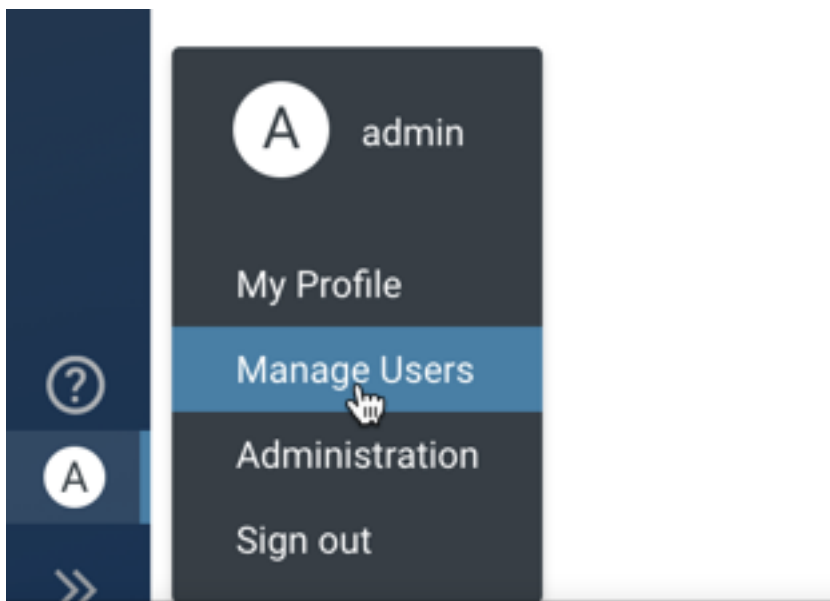 A admin
My Profile
Manage Users
?
Administration
A
Sign out